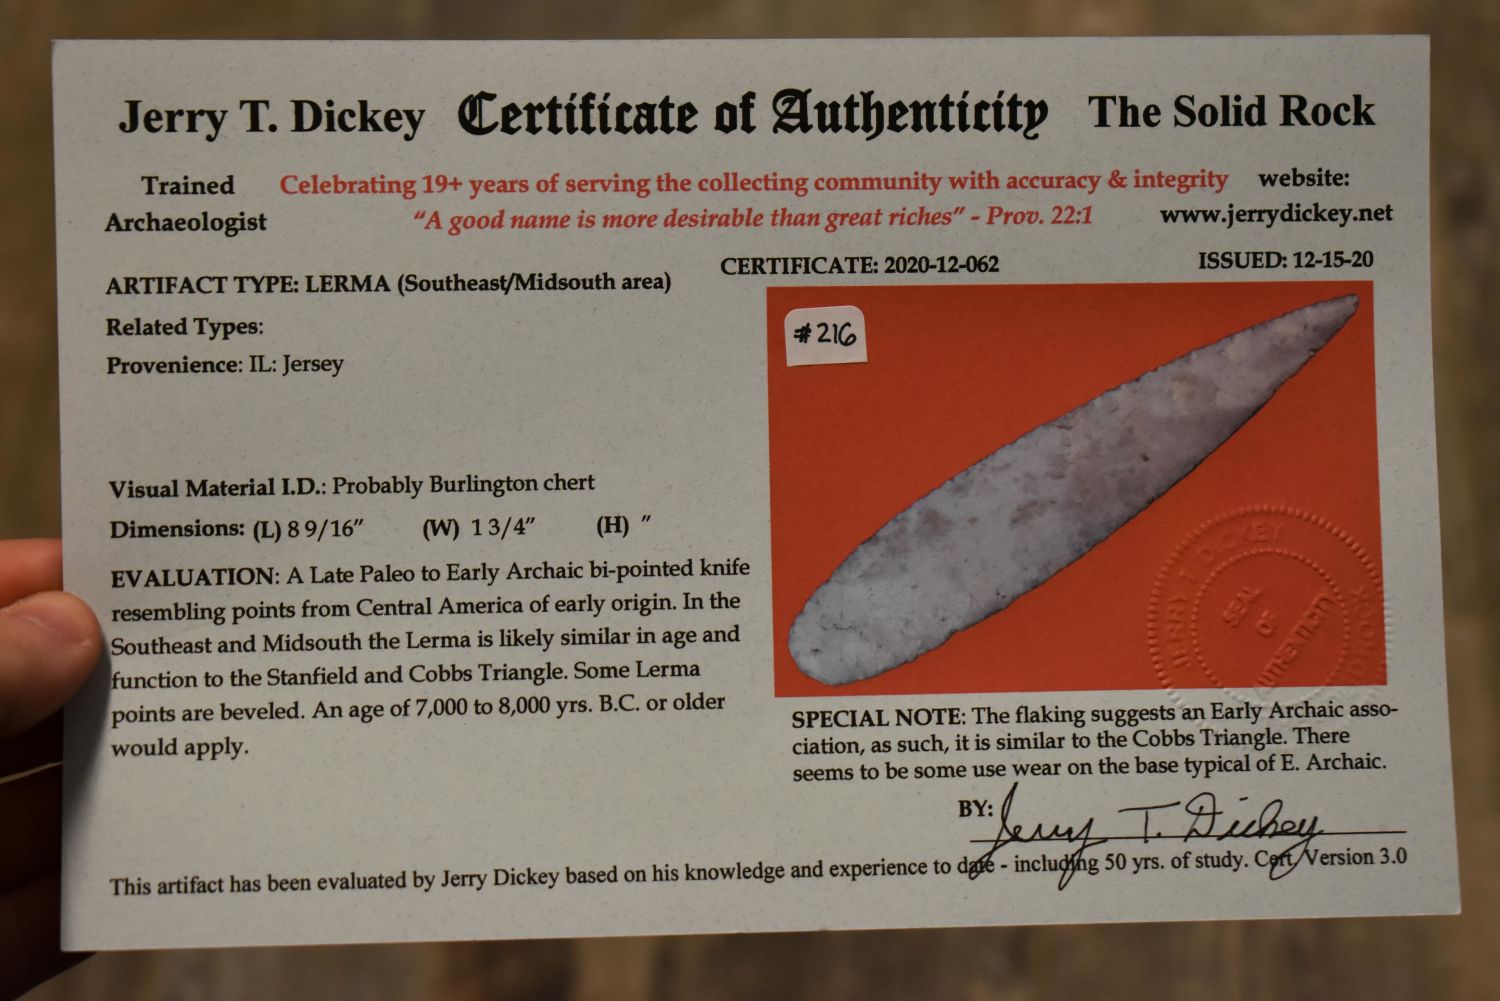 Jerry T. Dickey Certificate of Authenticity The Solid Rock
Trained Archaeologist
Celebrating 19+ years of serving the collecting community with accuracy & integrity
"A good name is more desirable than great riches" - Prov. 22:1
website:
www.jerrydickey.net
ARTIFACT TYPE: LERMA (Southeast/Midsouth area)
CERTIFICATE: 2020-12-062
ISSUED: 12-15-20
Related Types:
Provenience: IL: Jersey
Visual Material I.D.: Probably Burlington chert
Dimensions: (L) 8 9/16" (W) 1 3/4" (H) "
EVALUATION: A Late Paleo to Early Archaic bi-pointed knife
resembling points from Central America of early origin. In the
Southeast and Midsouth the Lerma is likely similar in age and
function to the Stanfield and Cobbs Triangle. Some Lerma
points are beveled. An age of 7,000 to 8,000 yrs. B.C. or older
would apply.
#216
JERRY DICKEY
SEAL
OF
AUTHENTICITY
SPECIAL NOTE: The flaking suggests an Early Archaic asso-
ciation, as such, it is similar to the Cobbs Triangle. There
seems to be some use wear on the base typical of E. Archaic.
BY: Jerry T. Dickey
This artifact has been evaluated by Jerry Dickey based on his knowledge and experience to date - including 50 yrs. of study. Cert. Version 3.0